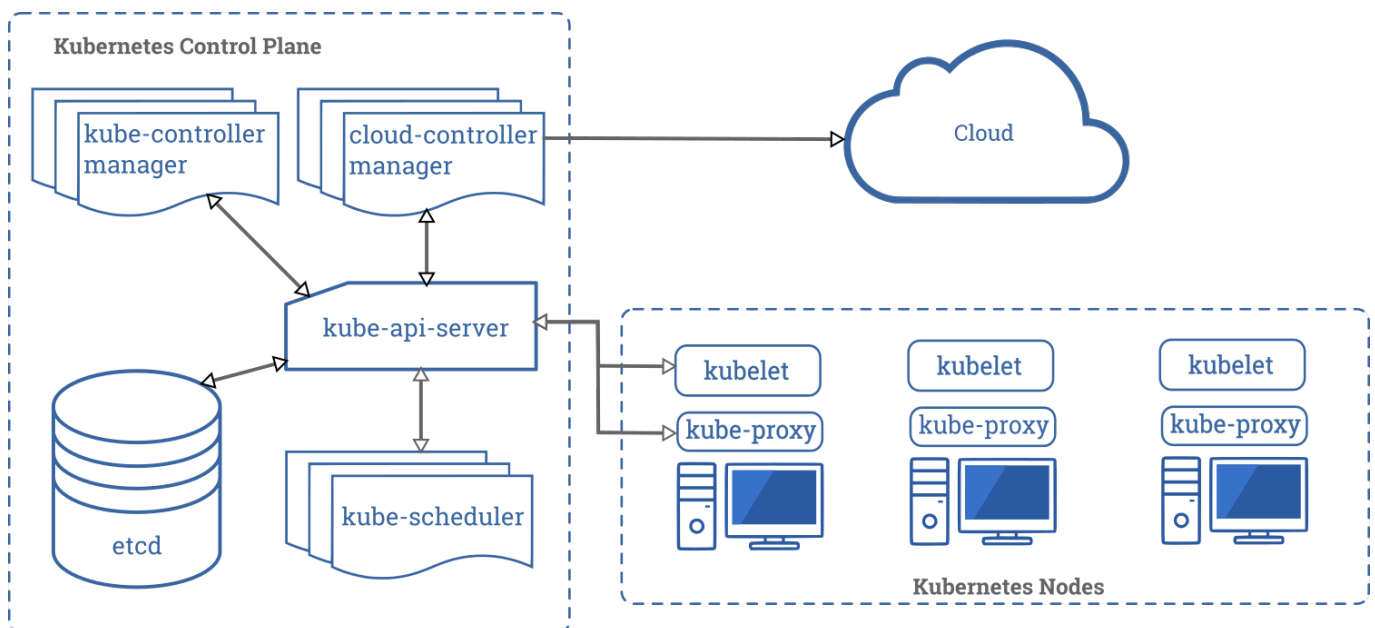 Kubernetes Control Plane
kube-controller
manager
cloud-controller
manager
Cloud
kube-api-server
kubelet
kubelet
kubelet
kube-proxy
kube-proxy
kube-proxy
kube-scheduler
etcd
Kubernetes Nodes